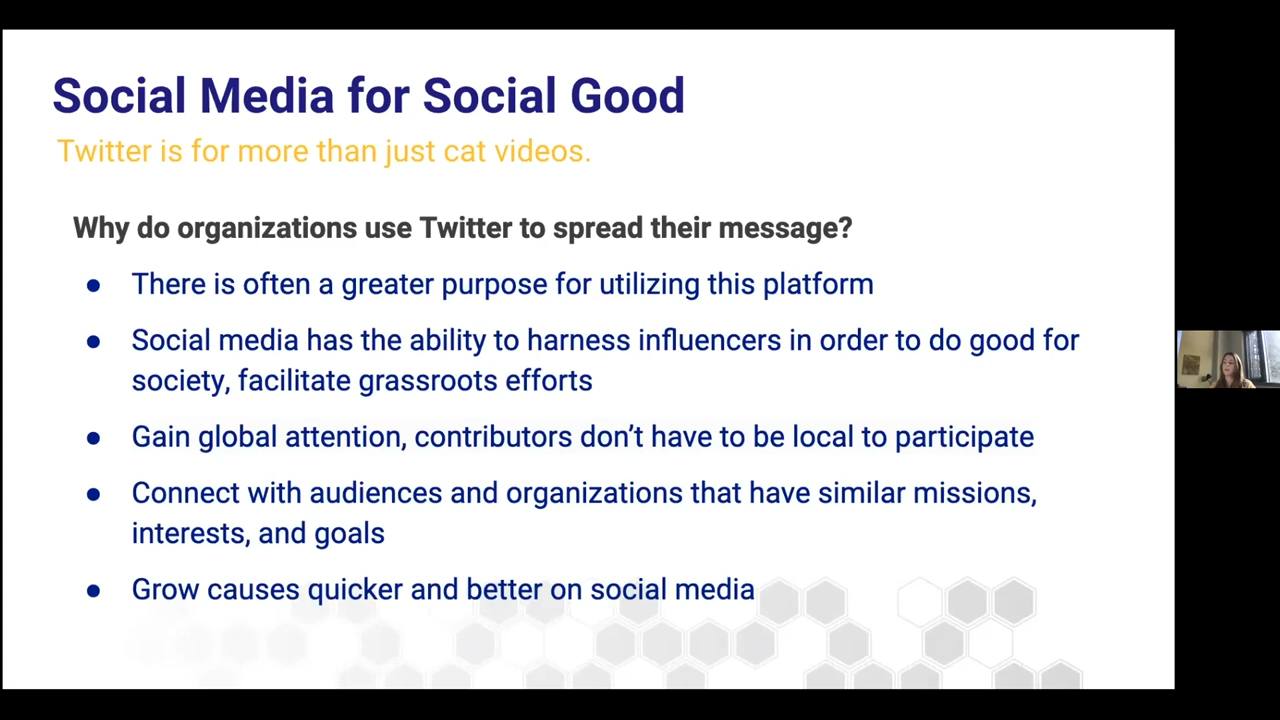 Social Media for Social Good
Twitter is for more than just cat videos.
Why do organizations use Twitter to spread their message?
● There is often a greater purpose for utilizing this platform
● Social media has the ability to harness influencers in order to do good for
society, facilitate grassroots efforts
● Gain global attention, contributors don’t have to be local to participate
● Connect with audiences and organizations that have similar missions,
interests, and goals
● Grow causes quicker and better on social media